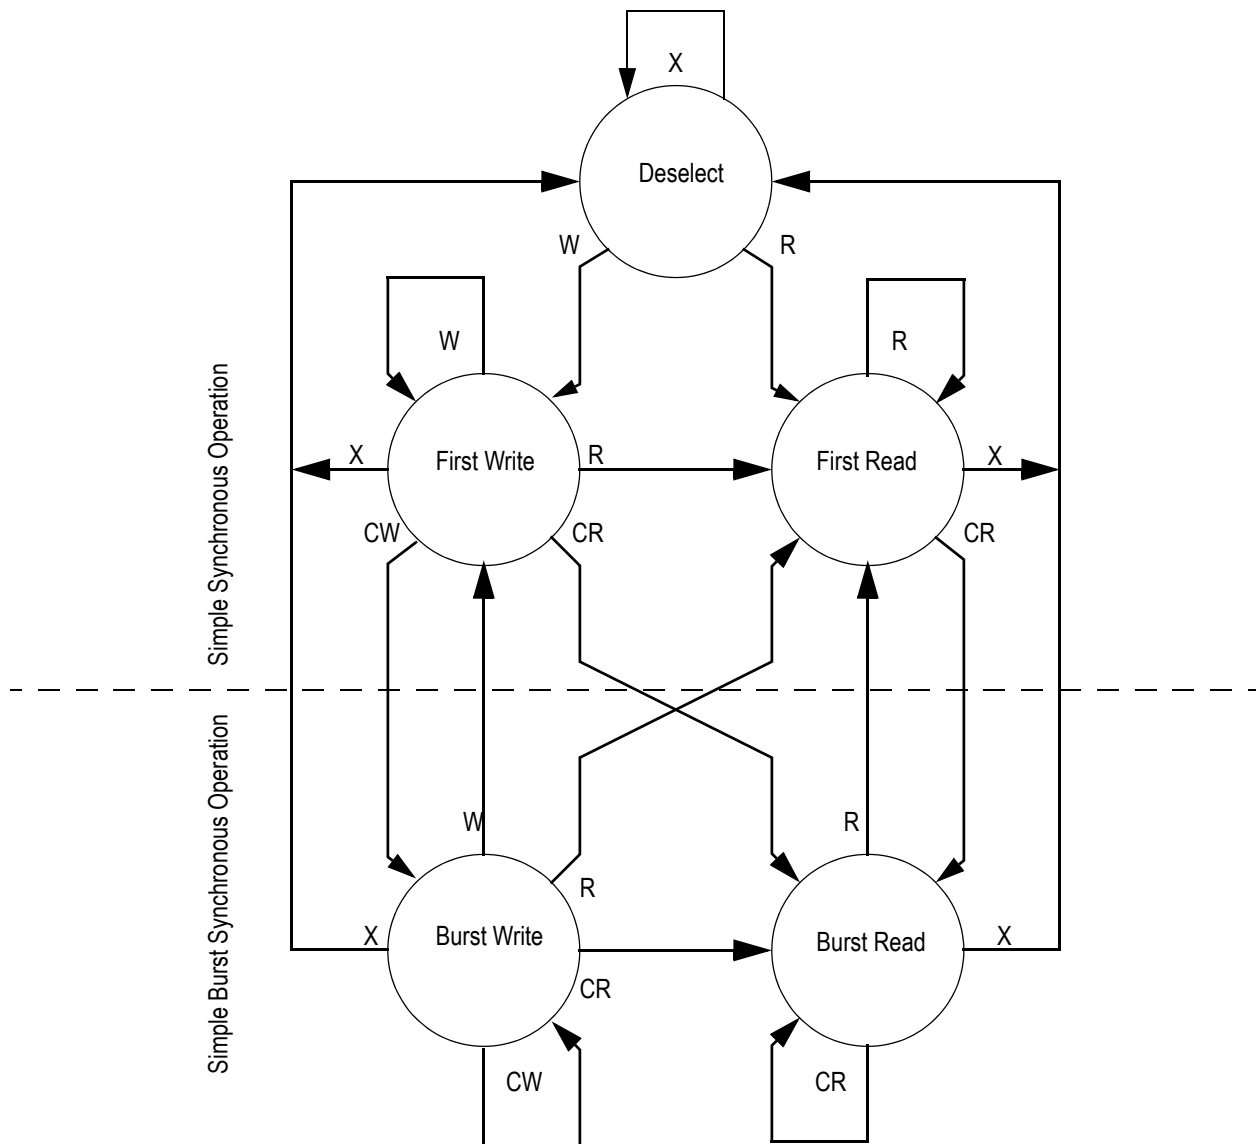 X
Deselect
W
R
W
R
Simple Synchronous Operation
X
First Write
R
First Read
X
CW
CR
CR
Simple Burst Synchronous Operation
W
R
R
X
Burst Write
Burst Read
X
CR
CW
CR